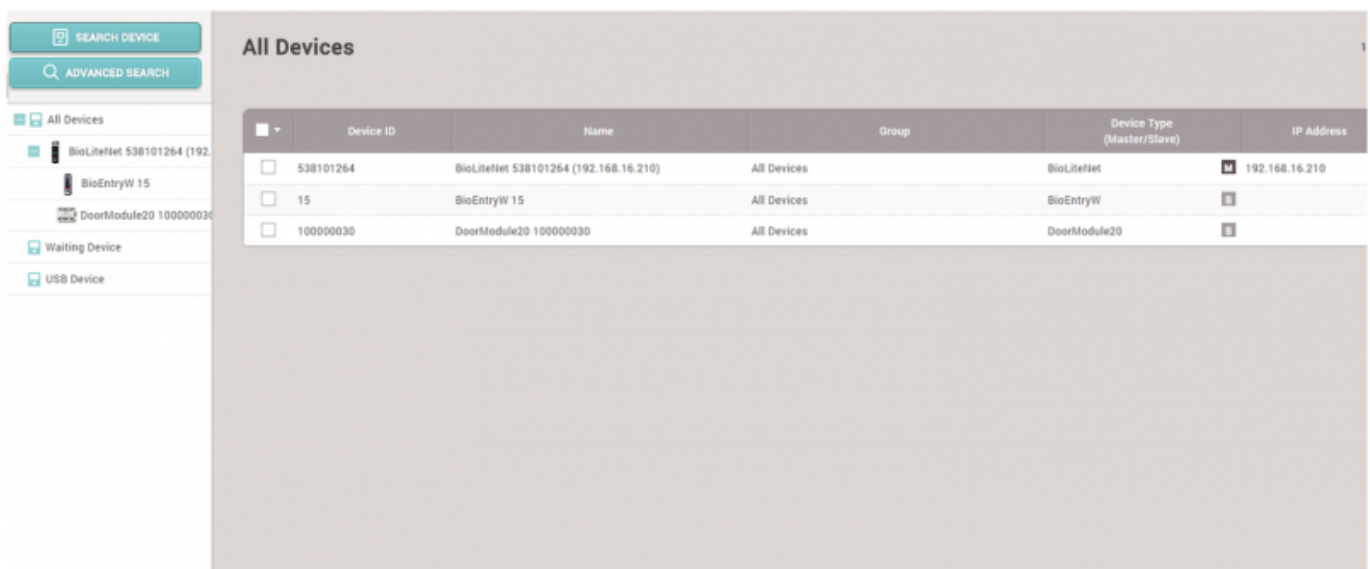 SEARCH DEVICE
ADVANCED SEARCH
All Devices
BioLiteNet 538101264 (192.
BioEntryW 15
DoorModule20 10000003
Waiting Device
USB Device
All Devices
1
Device ID Name Group Device Type (Master/Slave) IP Address
538101264 BioLiteNet 538101264 (192.168.16.210) All Devices BioLiteNet M 192.168.16.210
15 BioEntryW 15 All Devices BioEntryW S
100000030 DoorModule20 100000030 All Devices DoorModule20 S